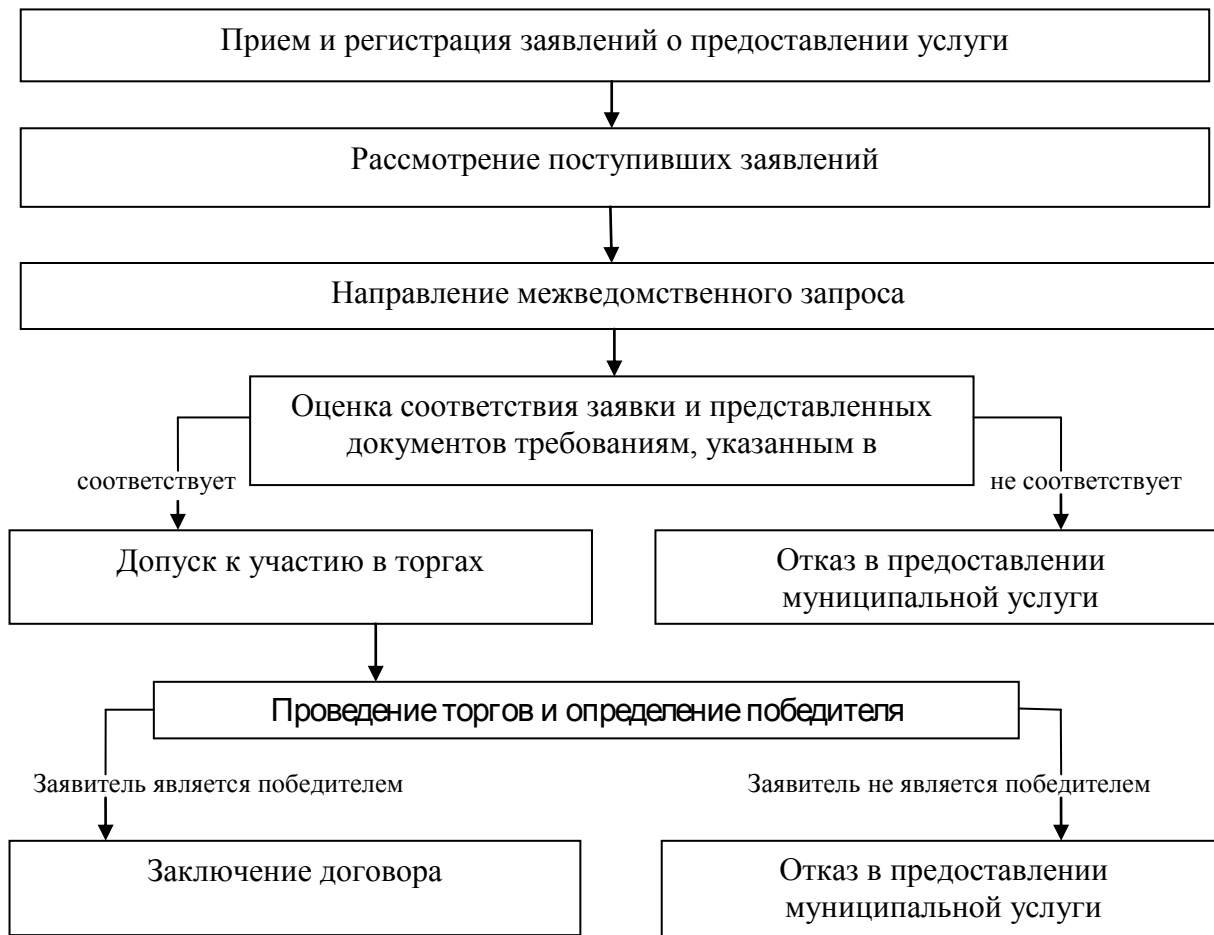 Прием и регистрация заявлений о предоставлении услуги
Рассмотрение поступивших заявлений
Направление межведомственного запроса
Оценка соответствия заявки и представленных
документов требованиям, указанным в
соответствует
не соответствует
Допуск к участию в торгах
Отказ в предоставлении
муниципальной услуги
Проведение торгов и определение победителя
Заявитель является победителем
Заявитель не является победителем
Заключение договора
Отказ в предоставлении
муниципальной услуги